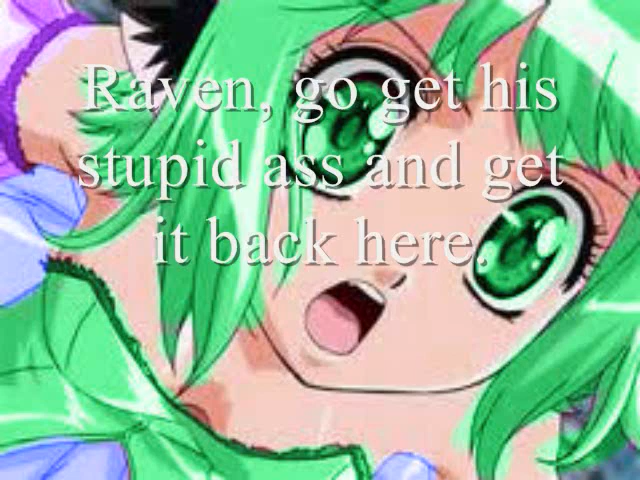 Raven, go get his
stupid ass and get
it back here.